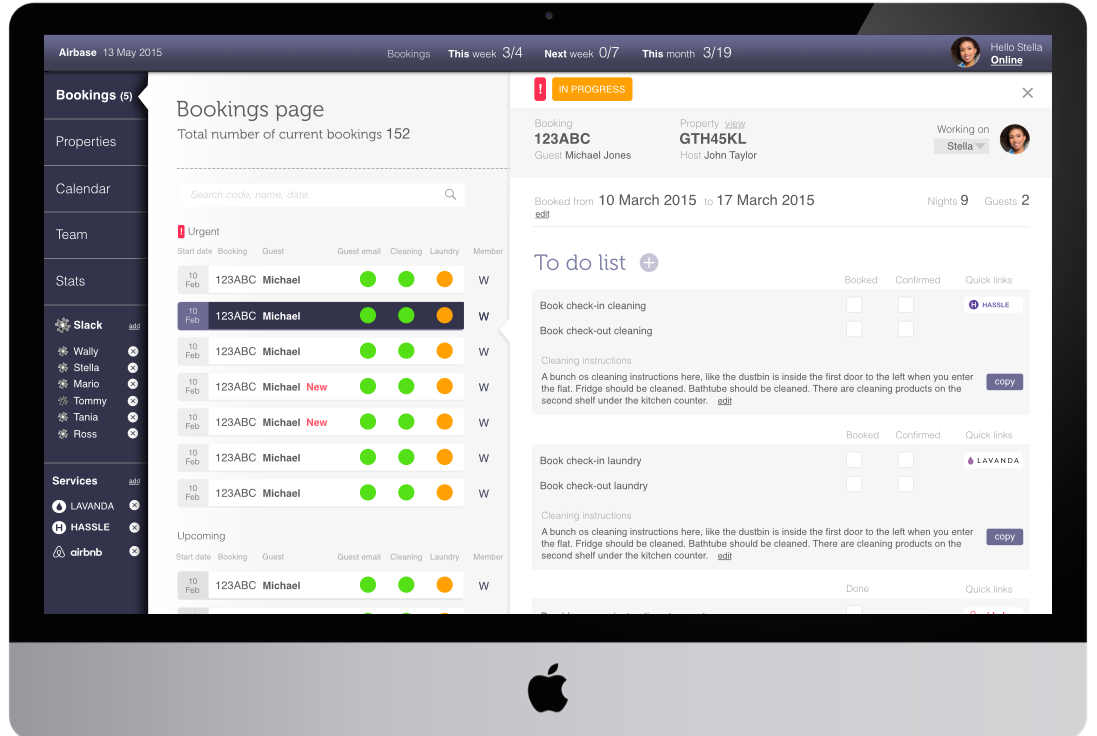 Airbase 13 May 2015
Bookings This week 3/4 Next week 0/7 This month 3/19
Hello Stella
Online
Bookings (5)
Properties
Calendar
Team
Stats
Slack add
Wally
Stella
Mario
Tommy
Tania
Ross
Services add
LAVANDA
H HASSLE
airbnb
Bookings page
Total number of current bookings 152
Search code, name, date.
! Urgent
Start date Booking Guest Guest email Cleaning Laundry Member
10 Feb 123ABC Michael W
10 Feb 123ABC Michael W
10 Feb 123ABC Michael W
10 Feb 123ABC Michael New W
10 Feb 123ABC Michael New W
10 Feb 123ABC Michael W
10 Feb 123ABC Michael W
Upcoming
Start date Booking Guest Guest email Cleaning Laundry Member
10 Feb 123ABC Michael W
! IN PROGRESS
Booking
123ABC
Guest Michael Jones
Property view
GTH45KL
Host John Taylor
Working on
Stella
Booked from 10 March 2015 to 17 March 2015
edit
Nights 9 Guests 2
To do list +
Booked Confirmed Quick links
Book check-in cleaning
H HASSLE
Book check-out cleaning
Cleaning instructions
A bunch os cleaning instructions here, like the dustbin is inside the first door to the left when you enter
the flat. Fridge should be cleaned. Bathtube should be cleaned. There are cleaning products on the
second shelf under the kitchen counter. edit
copy
Booked Confirmed Quick links
Book check-in laundry
LAVANDA
Book check-out laundry
Cleaning instructions
A bunch os cleaning instructions here, like the dustbin is inside the first door to the left when you enter
the flat. Fridge should be cleaned. Bathtube should be cleaned. There are cleaning products on the
second shelf under the kitchen counter. edit
copy
Done Quick links